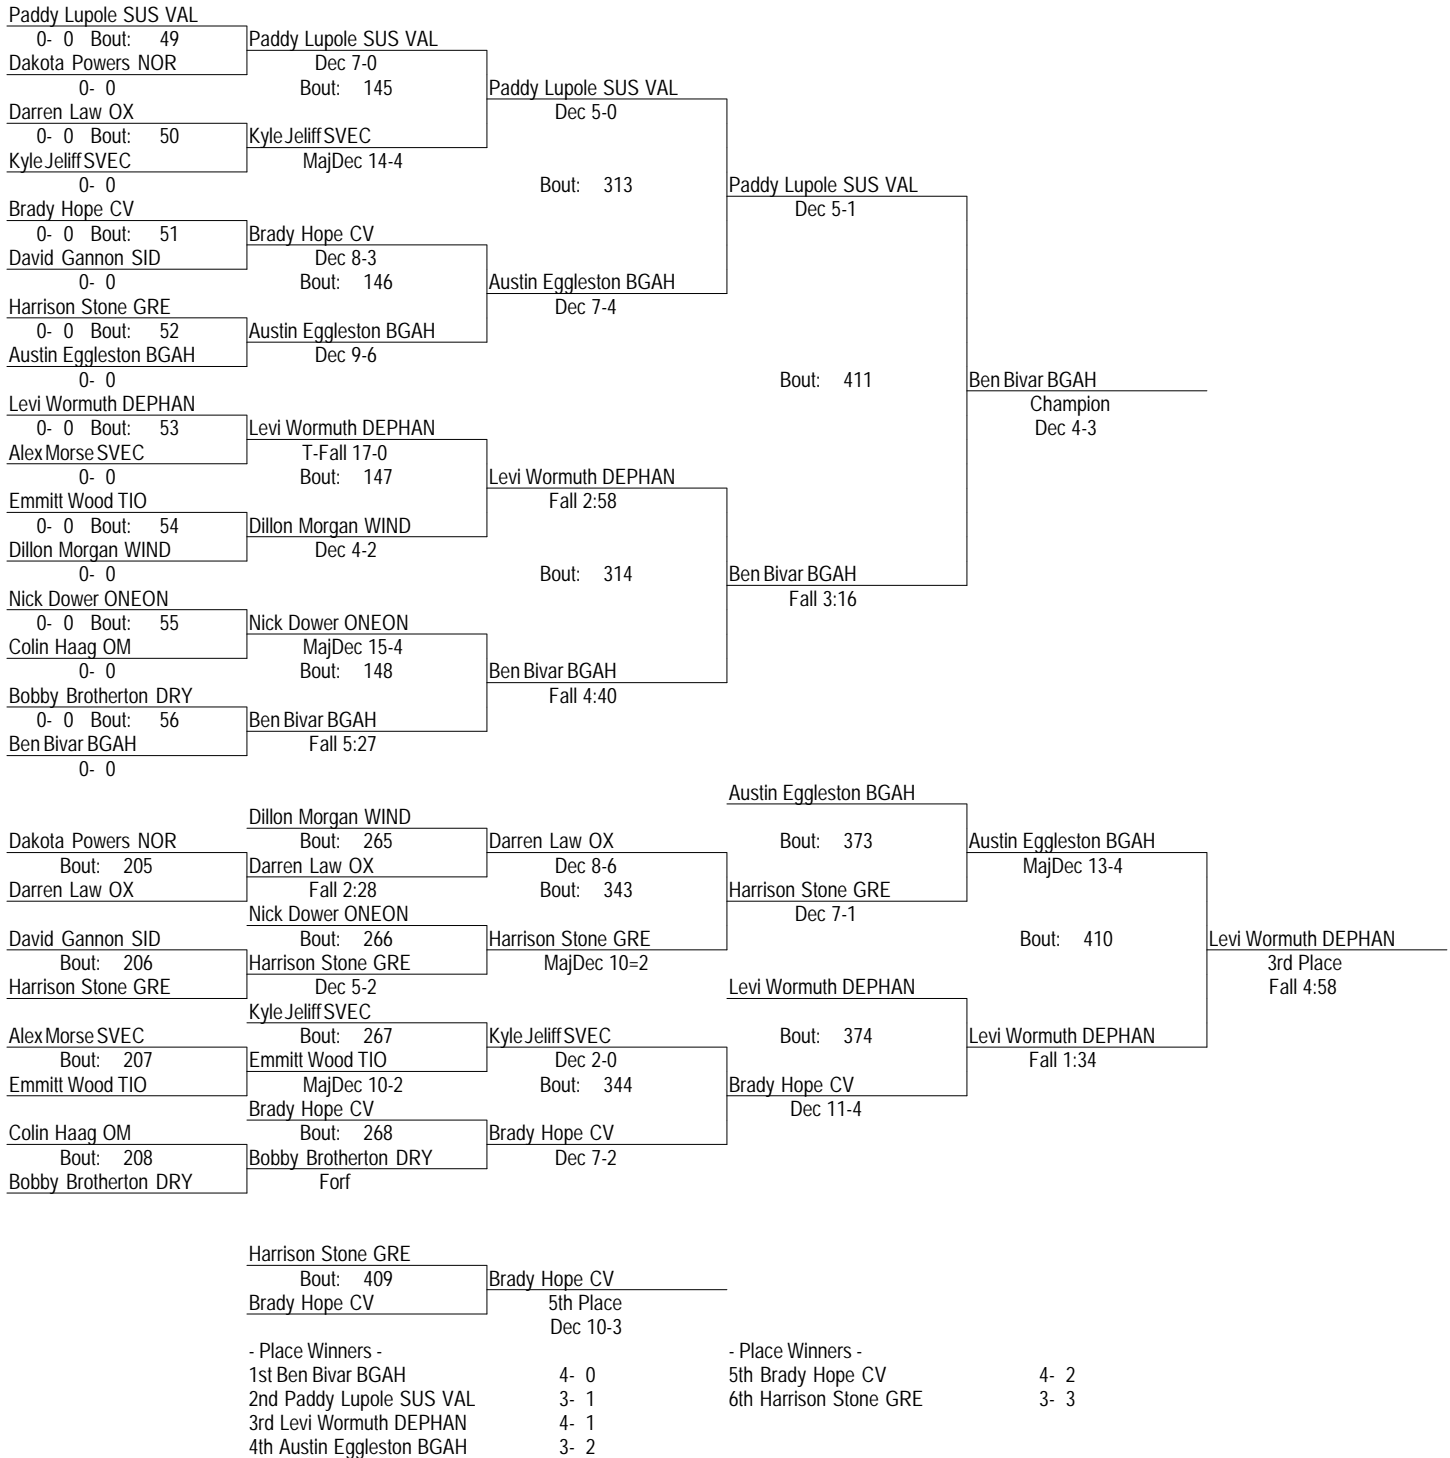 Paddy Lupole SUS VAL
0- 0 Bout: 49
Paddy Lupole SUS VAL
Dakota Powers NOR
Dec 7-0
0- 0
Bout: 145
Paddy Lupole SUS VAL
Darren Law OX
Dec 5-0
0- 0 Bout: 50
Kyle Jeliff SVEC
Kyle Jeliff SVEC
MajDec 14-4
0- 0
Bout: 313
Paddy Lupole SUS VAL
Brady Hope CV
Dec 5-1
0- 0 Bout: 51
Brady Hope CV
David Gannon SID
Dec 8-3
0- 0
Bout: 146
Austin Eggleston BGAH
Harrison Stone GRE
Dec 7-4
0- 0 Bout: 52
Austin Eggleston BGAH
Austin Eggleston BGAH
Dec 9-6
0- 0
Bout: 411
Ben Bivar BGAH
Levi Wormuth DEPHAN
Champion
0- 0 Bout: 53
Levi Wormuth DEPHAN
Dec 4-3
Alex Morse SVEC
T-Fall 17-0
0- 0
Bout: 147
Levi Wormuth DEPHAN
Emmitt Wood TIO
Fall 2:58
0- 0 Bout: 54
Dillon Morgan WIND
Dillon Morgan WIND
Dec 4-2
0- 0
Bout: 314
Ben Bivar BGAH
Nick Dower ONEON
Fall 3:16
0- 0 Bout: 55
Nick Dower ONEON
Colin Haag OM
MajDec 15-4
0- 0
Bout: 148
Ben Bivar BGAH
Bobby Brotherton DRY
Fall 4:40
0- 0 Bout: 56
Ben Bivar BGAH
Ben Bivar BGAH
Fall 5:27
0- 0
Austin Eggleston BGAH
Dillon Morgan WIND
Dakota Powers NOR
Bout: 265
Darren Law OX
Bout: 373
Austin Eggleston BGAH
Bout: 205
Darren Law OX
Dec 8-6
MajDec 13-4
Darren Law OX
Fall 2:28
Bout: 343
Harrison Stone GRE
Nick Dower ONEON
Dec 7-1
David Gannon SID
Bout: 266
Harrison Stone GRE
Bout: 410
Levi Wormuth DEPHAN
Bout: 206
Harrison Stone GRE
MajDec 10=2
3rd Place
Harrison Stone GRE
Dec 5-2
Levi Wormuth DEPHAN
Fall 4:58
Kyle Jeliff SVEC
Alex Morse SVEC
Bout: 267
Kyle Jeliff SVEC
Bout: 374
Levi Wormuth DEPHAN
Bout: 207
Emmitt Wood TIO
Dec 2-0
Fall 1:34
Emmitt Wood TIO
MajDec 10-2
Bout: 344
Brady Hope CV
Brady Hope CV
Dec 11-4
Colin Haag OM
Bout: 268
Brady Hope CV
Bout: 208
Bobby Brotherton DRY
Dec 7-2
Bobby Brotherton DRY
Forf
Harrison Stone GRE
Bout: 409
Brady Hope CV
Brady Hope CV
5th Place
Dec 10-3
- Place Winners -
1st Ben Bivar BGAH 4- 0
2nd Paddy Lupole SUS VAL 3- 1
3rd Levi Wormuth DEPHAN 4- 1
4th Austin Eggleston BGAH 3- 2
- Place Winners -
5th Brady Hope CV 4- 2
6th Harrison Stone GRE 3- 3